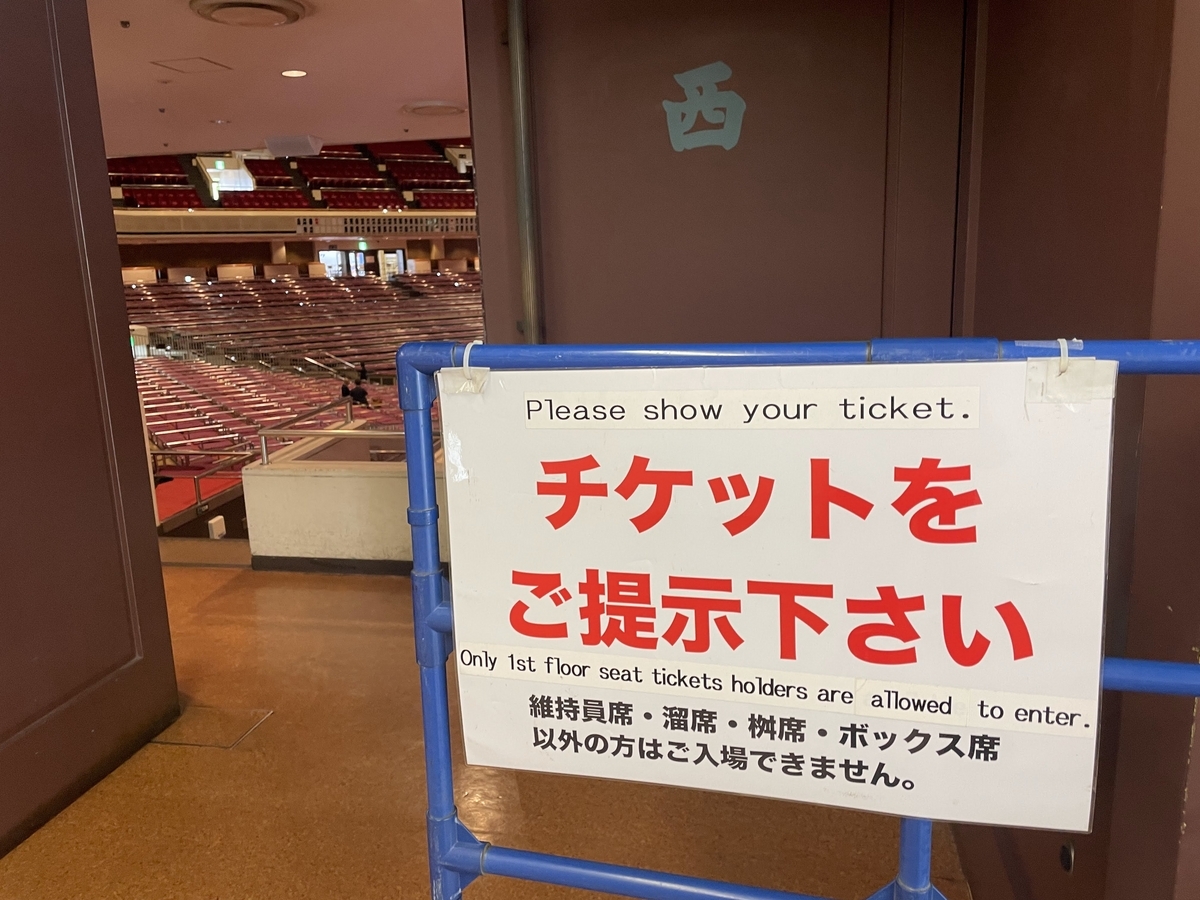 西
Please show your ticket.
チケットを
ご提示下さい
Only 1st floor seat tickets holders are allowed to enter.
維持員席・溜席・桝席・ボックス席
以外の方はご入場できません。